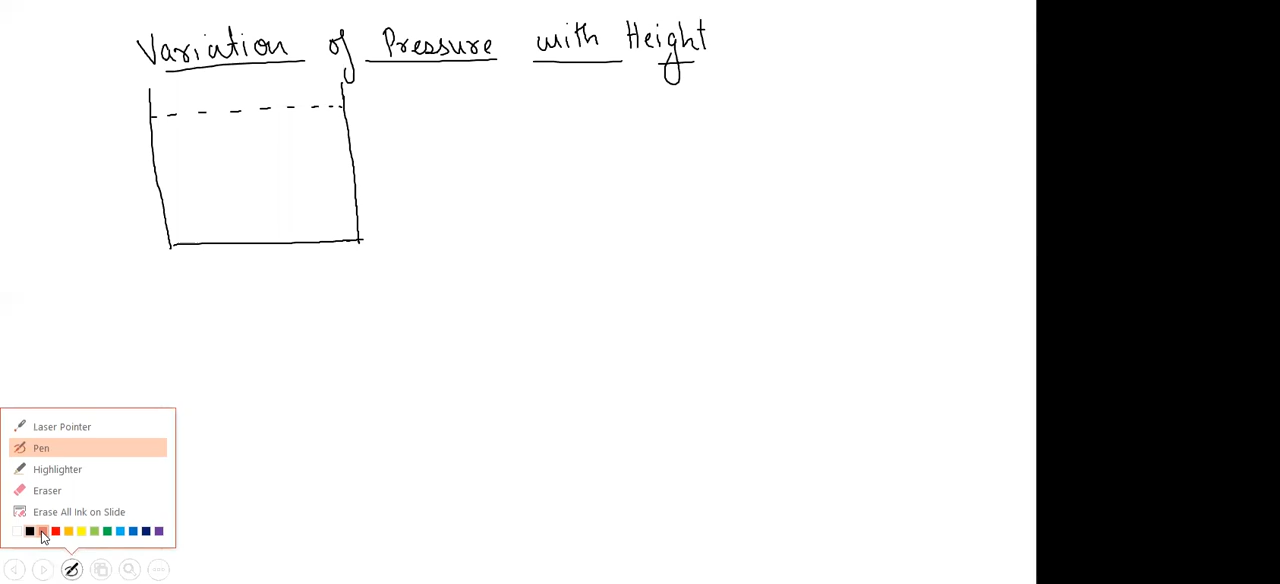 Variation of Pressure with Height
Laser Pointer
Pen
Highlighter
Eraser
Erase All Ink on Slide